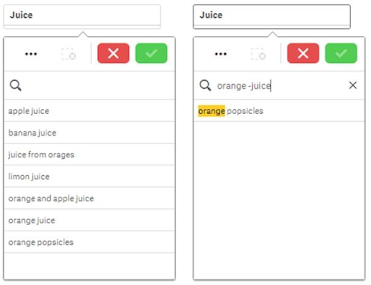 Juice
apple juice
banana juice
juice from orages
limon juice
orange and apple juice
orange juice
orange popsicles
Juice
orange -juice
orange popsicles